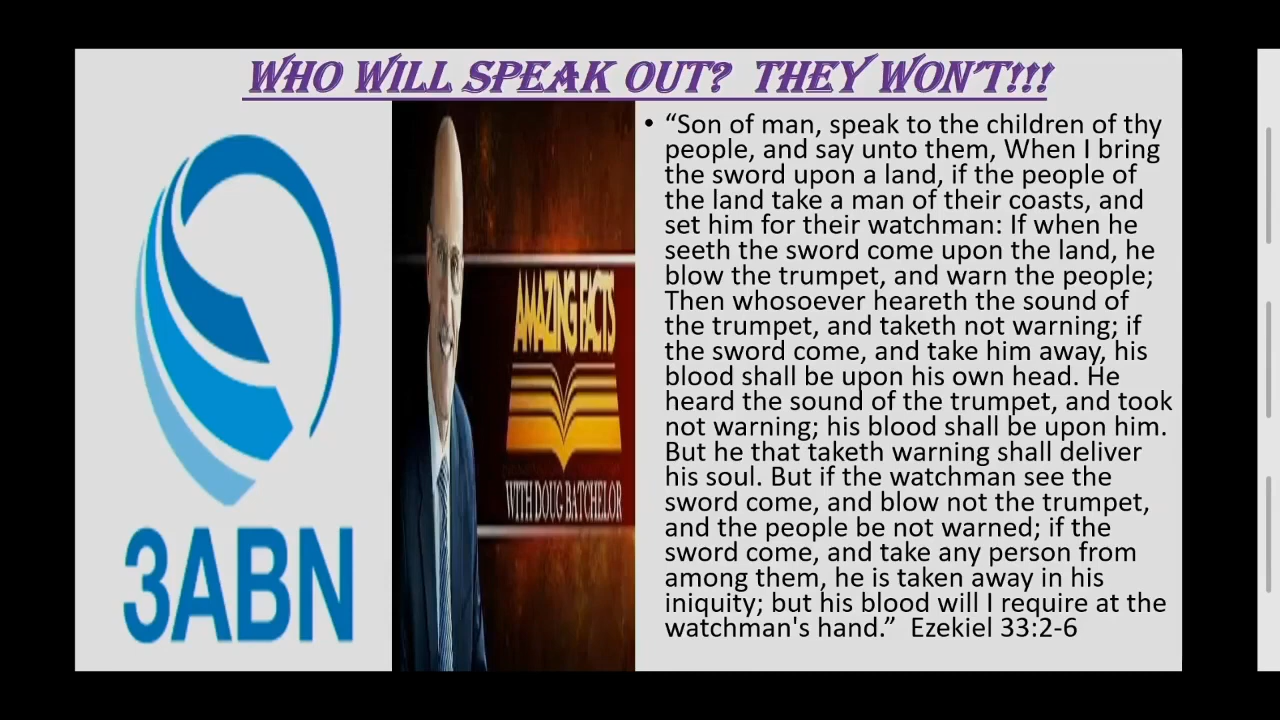 WHO WILL SPEAK OUT? THEY WON'T!!!
3ABN
AMAZING FACTS
WITH DOUG BATCHELOR
• “Son of man, speak to the children of thy
people, and say unto them, When I bring
the sword upon a land, if the people of
the land take a man of their coasts, and
set him for their watchman: If when he
seeth the sword come upon the land, he
blow the trumpet, and warn the people;
Then whosoever heareth the sound of
the trumpet, and taketh not warning; if
the sword come, and take him away, his
blood shall be upon his own head. He
heard the sound of the trumpet, and took
not warning; his blood shall be upon him.
But he that taketh warning shall deliver
his soul. But if the watchman see the
sword come, and blow not the trumpet,
and the people be not warned; if the
sword come, and take any person from
among them, he is taken away in his
iniquity; but his blood will I require at the
watchman's hand.” Ezekiel 33:2-6